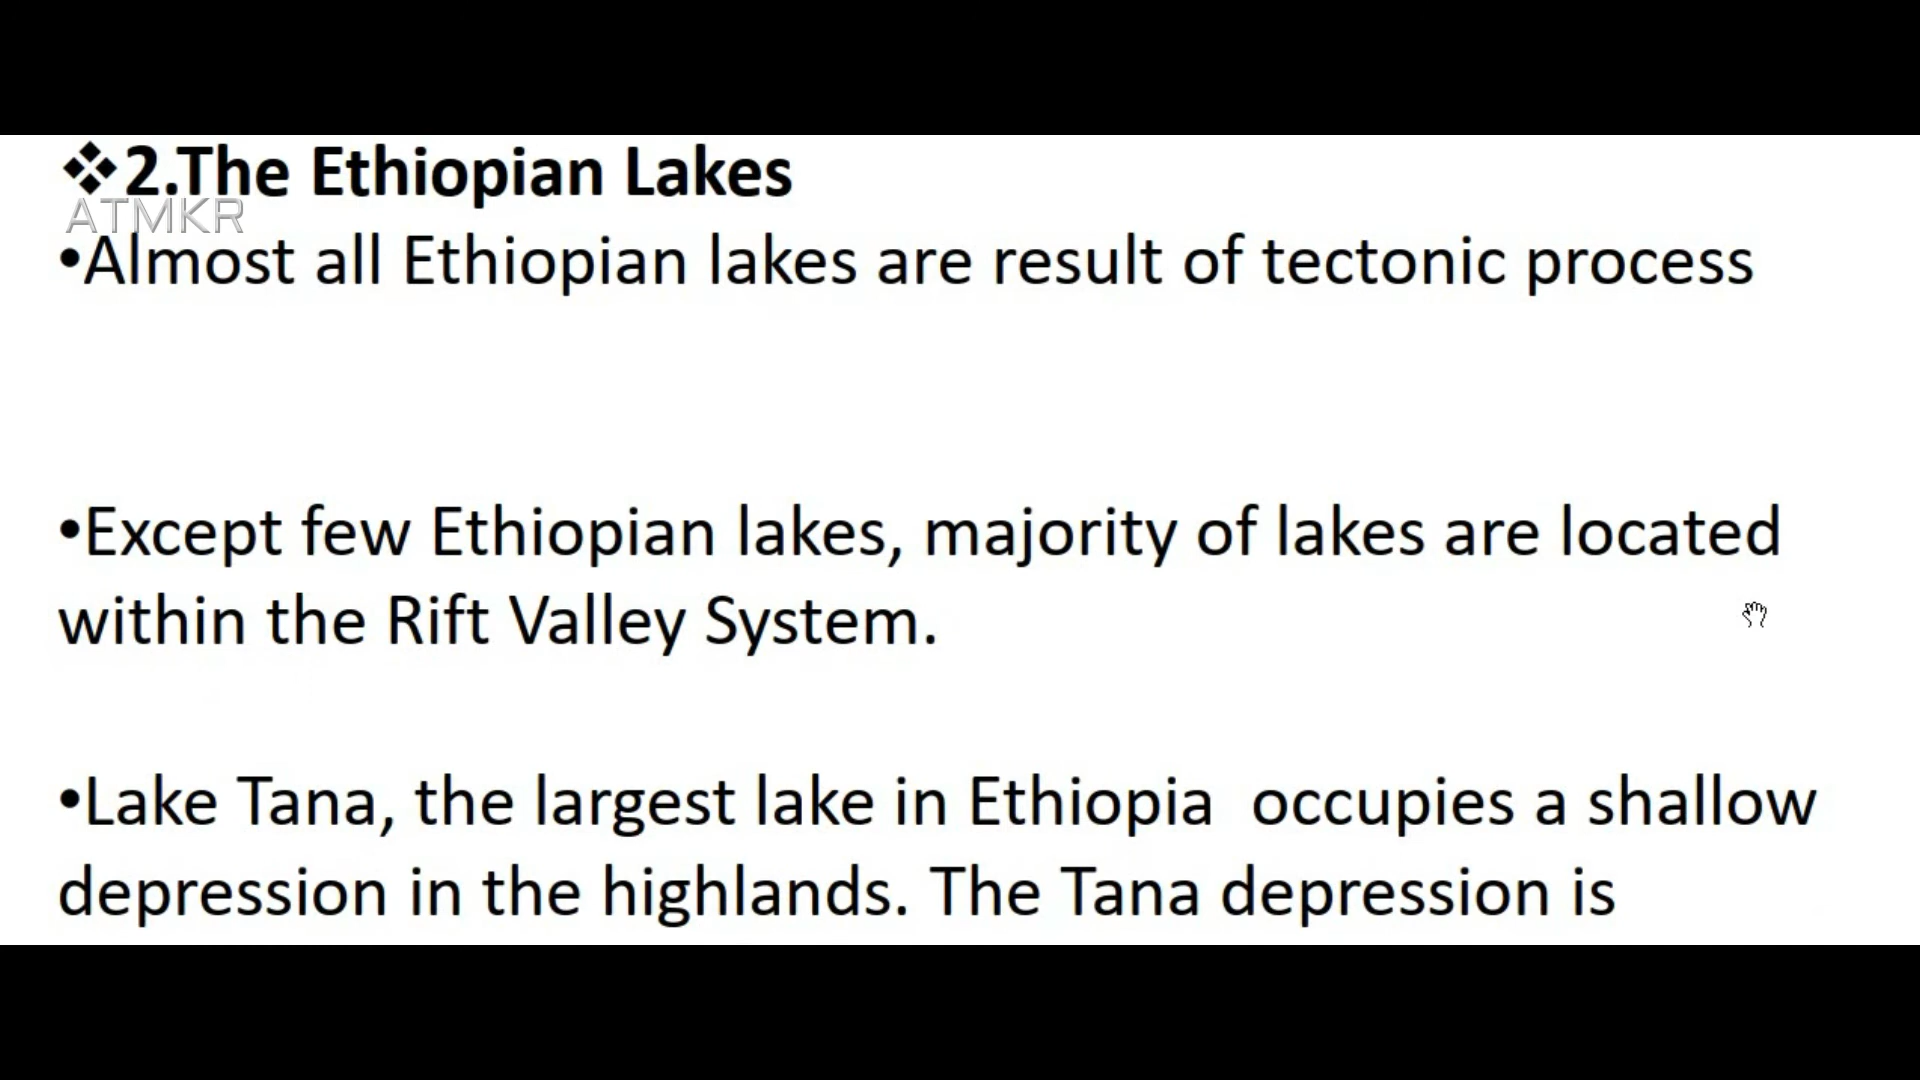 ❖2.The Ethiopian Lakes
ATMKR
•Almost all Ethiopian lakes are result of tectonic process
•Except few Ethiopian lakes, majority of lakes are located
within the Rift Valley System.
•Lake Tana, the largest lake in Ethiopia  occupies a shallow
depression in the highlands. The Tana depression is